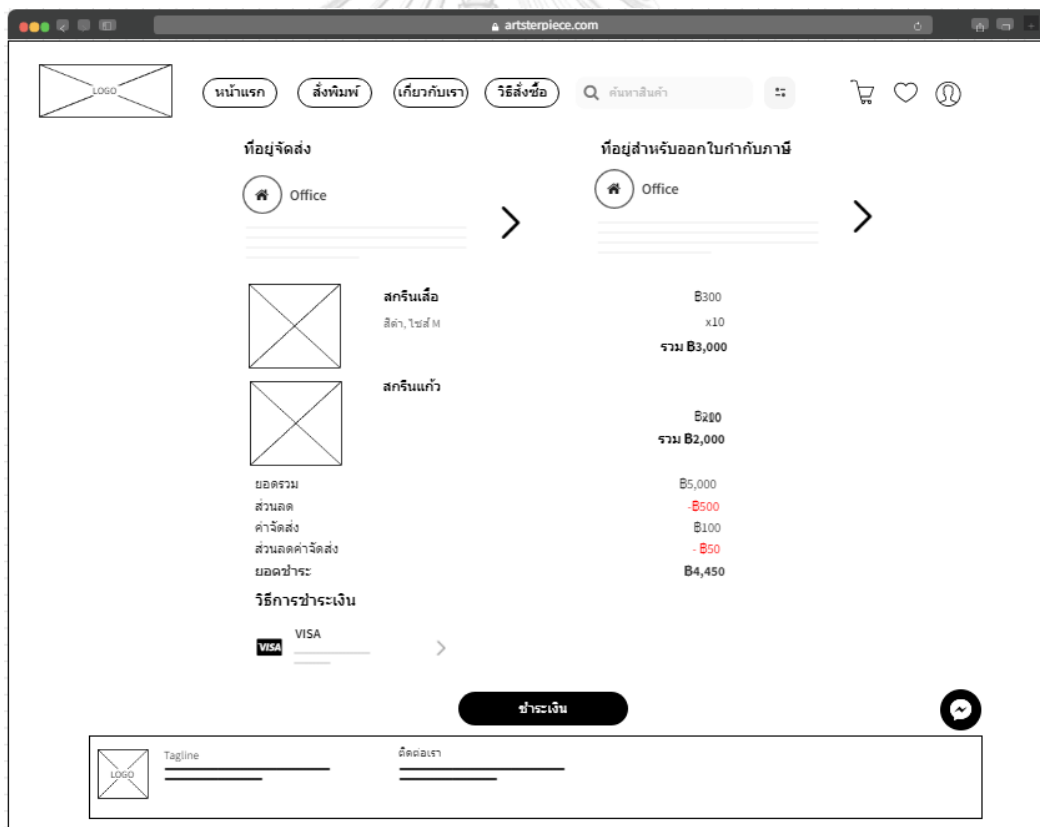 artsterpiece.com
LOGO หน้าแรก สั่งพิมพ์ เกี่ยวกับเรา วิธีสั่งซื้อ ค้นหาสินค้า
ที่อยู่จัดส่ง ที่อยู่สำหรับออกใบกำกับภาษี
Office Office
สกรีนเสื้อ ฿300
สีดำ, ไซส์ M x10
รวม ฿3,000
สกรีนแก้ว
฿200
รวม ฿2,000
ยอดรวม ฿5,000
ส่วนลด -฿500
ค่าจัดส่ง ฿100
ส่วนลดค่าจัดส่ง - ฿50
ยอดชำระ ฿4,450
วิธีการชำระเงิน
VISA VISA
ชำระเงิน
LOGO Tagline ติดต่อเรา